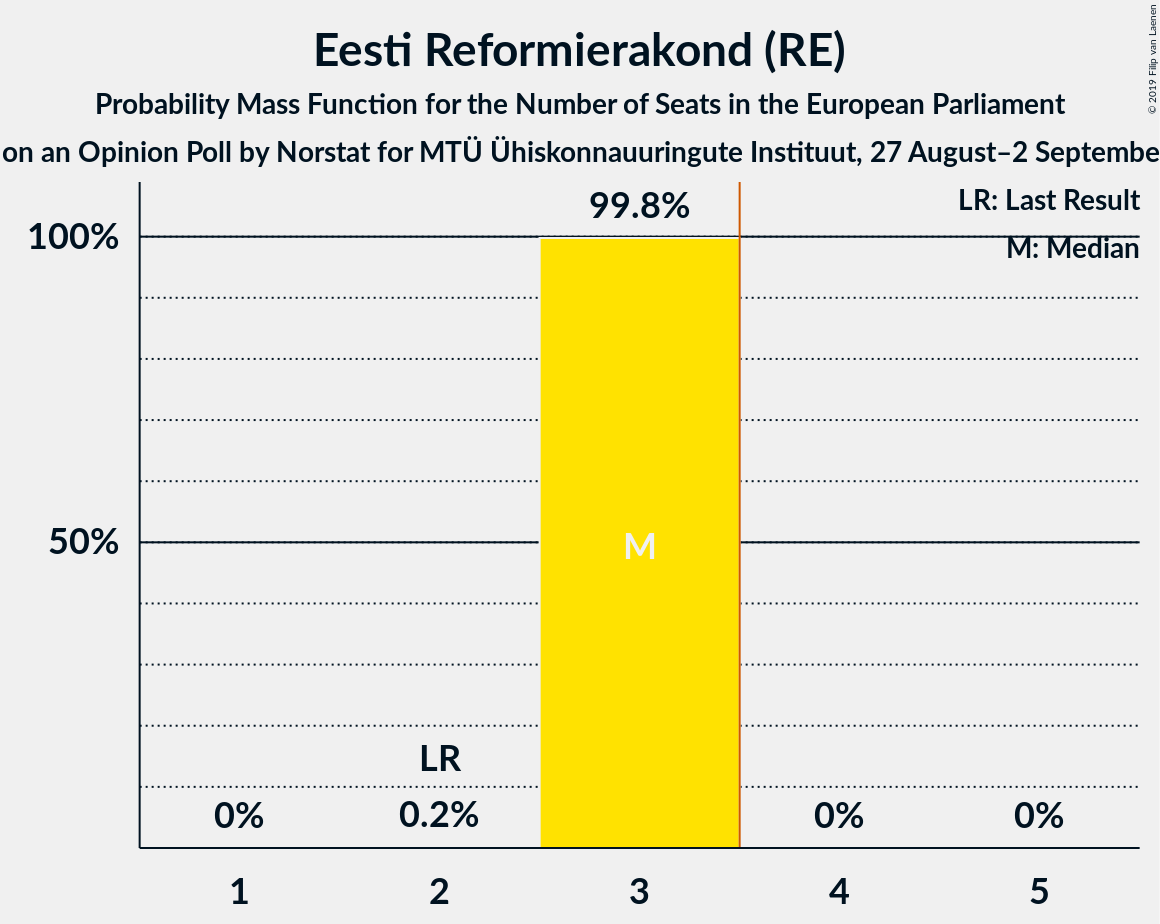 Eesti Reformierakond (RE)
Probability Mass Function for the Number of Seats in the European Parliament
on an Opinion Poll by Norstat for MTÜ Ühiskonnauuringute Instituut, 27 August–2 Septembe
© 2019 Filip van Laenen
LR: Last Result
M: Median
99.8%
100%
50%
M
LR
0%
0.2%
0%
0%
1
2
3
4
5